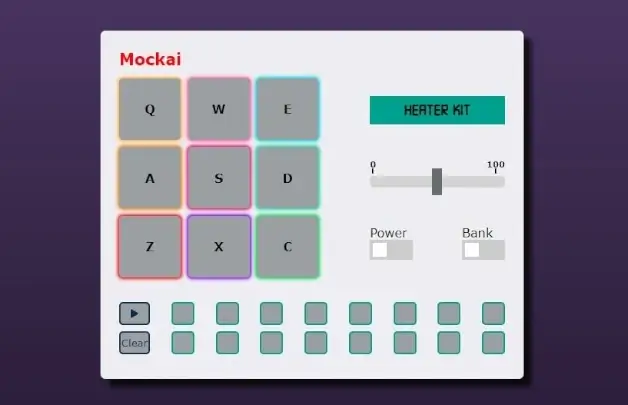 Mockai
Q W E
HEATER KIT
A S D
0 100
Z X C
Power Bank
Clear